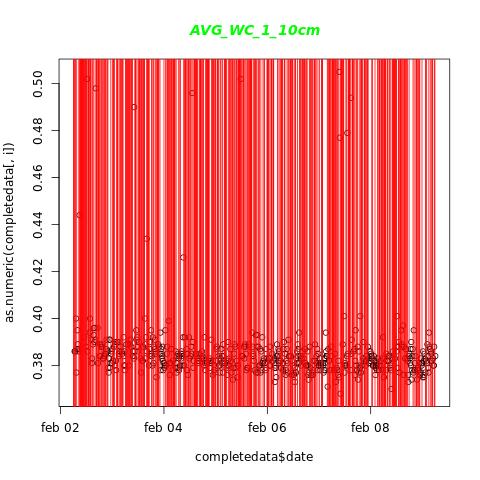 AVG_WC_1_10cm
as.numeric(completedata[, i])
0.50
0.48
0.46
0.44
0.42
0.40
0.38
feb 02
feb 04
feb 06
feb 08
completedata$date